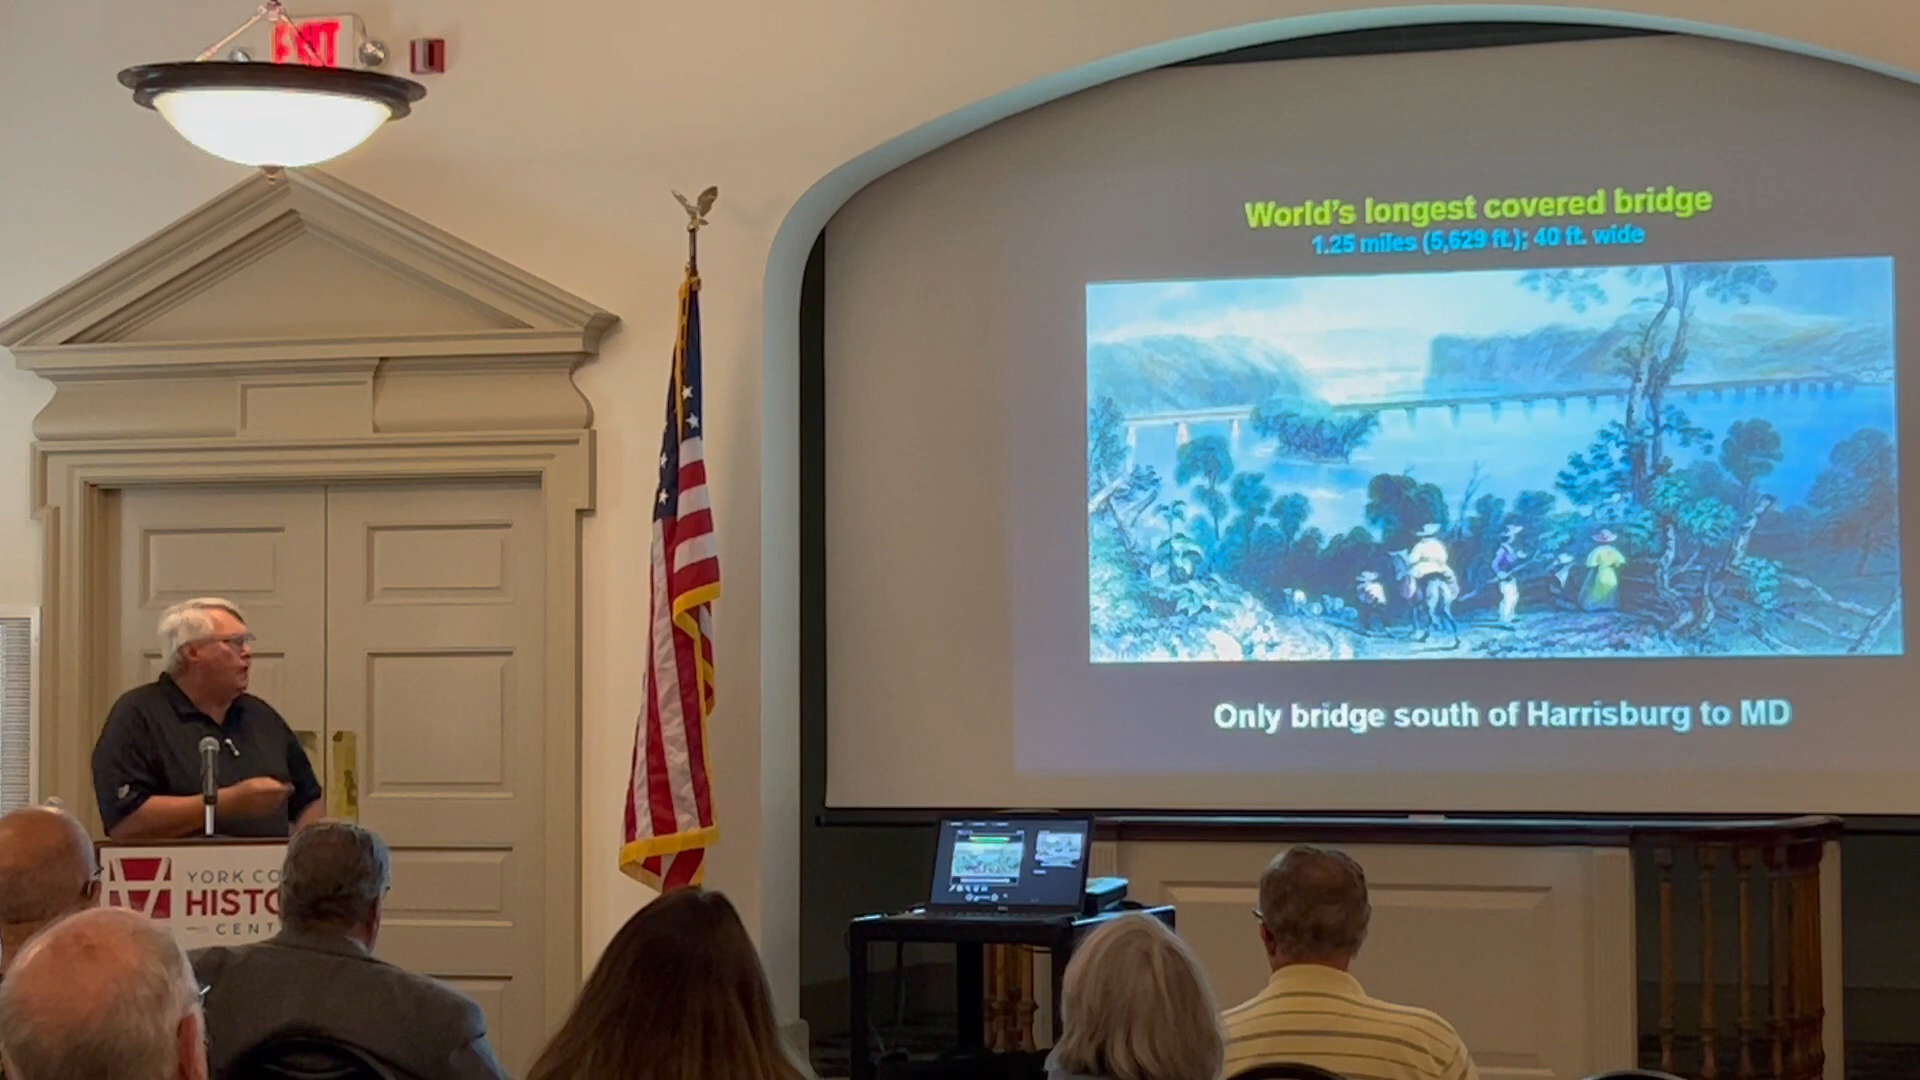 EXIT
World's longest covered bridge
1.25 miles (5,629 ft.); 40 ft. wide
Only bridge south of Harrisburg to MD
YORK CO
HISTO
CENT